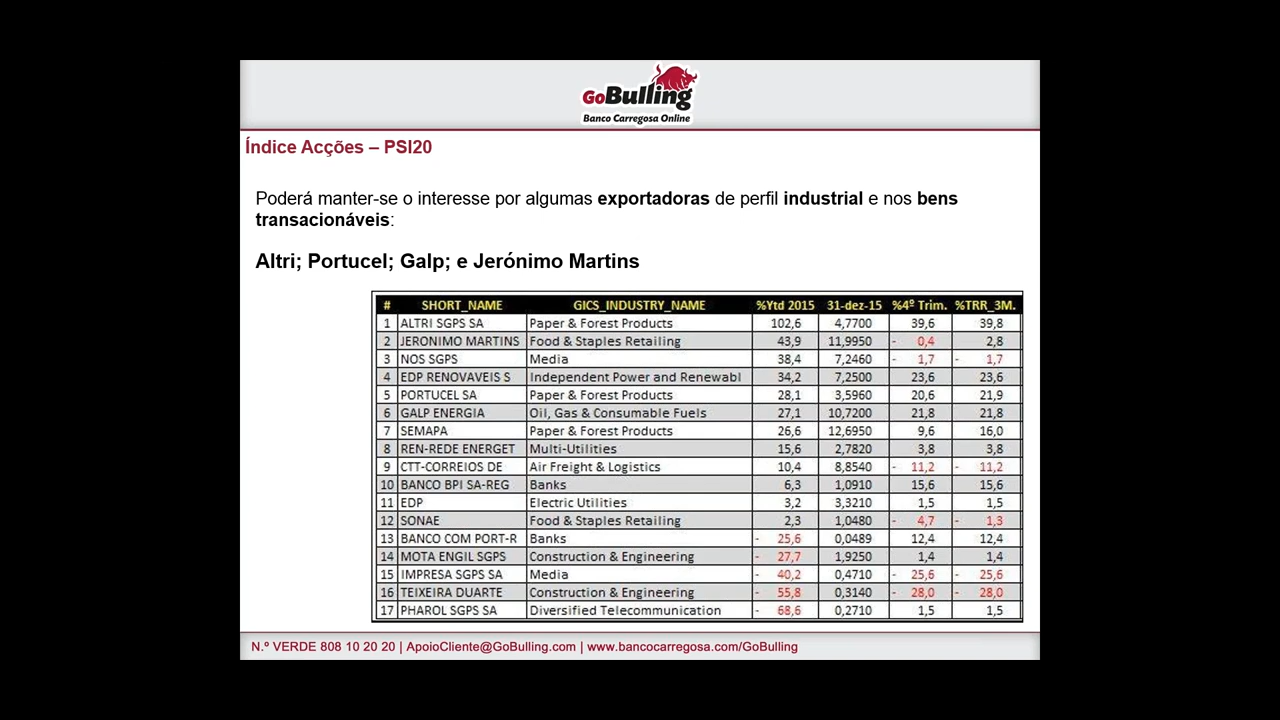 GoBulling
Banco Carregosa Online
Índice Acções – PSI20
Poderá manter-se o interesse por algumas exportadoras de perfil industrial e nos bens
transacionáveis:
Altri; Portucel; Galp; e Jerónimo Martins
# SHORT_NAME GICS_INDUSTRY_NAME %Ytd 2015 31-dez-15 %4º Trim. %TRR_3M.
1 ALTRI SGPS SA Paper & Forest Products 102,6 4,7700 39,6 39,8
2 JERONIMO MARTINS Food & Staples Retailing 43,9 11,9950 - 0,4 2,8
3 NOS SGPS Media 38,4 7,2460 - 1,7 - 1,7
4 EDP RENOVAVEIS S Independent Power and Renewabl 34,2 7,2500 23,6 23,6
5 PORTUCEL SA Paper & Forest Products 28,1 3,5960 20,6 21,9
6 GALP ENERGIA Oil, Gas & Consumable Fuels 27,1 10,7200 21,8 21,8
7 SEMAPA Paper & Forest Products 26,6 12,6950 9,6 16,0
8 REN-REDE ENERGET Multi-Utilities 15,6 2,7820 3,8 3,8
9 CTT-CORREIOS DE Air Freight & Logistics 10,4 8,8540 - 11,2 - 11,2
10 BANCO BPI SA-REG Banks 6,3 1,0910 15,6 15,6
11 EDP Electric Utilities 3,2 3,3210 1,5 1,5
12 SONAE Food & Staples Retailing 2,3 1,0480 - 4,7 - 1,3
13 BANCO COM PORT-R Banks - 25,6 0,0489 12,4 12,4
14 MOTA ENGIL SGPS Construction & Engineering - 27,7 1,9250 1,4 1,4
15 IMPRESA SGPS SA Media - 40,2 0,4710 - 25,6 - 25,6
16 TEIXEIRA DUARTE Construction & Engineering - 55,8 0,3140 - 28,0 - 28,0
17 PHAROL SGPS SA Diversified Telecommunication - 68,6 0,2710 1,5 1,5
N.º VERDE 808 10 20 20 | ApoioCliente@GoBulling.com | www.bancocarregosa.com/GoBulling